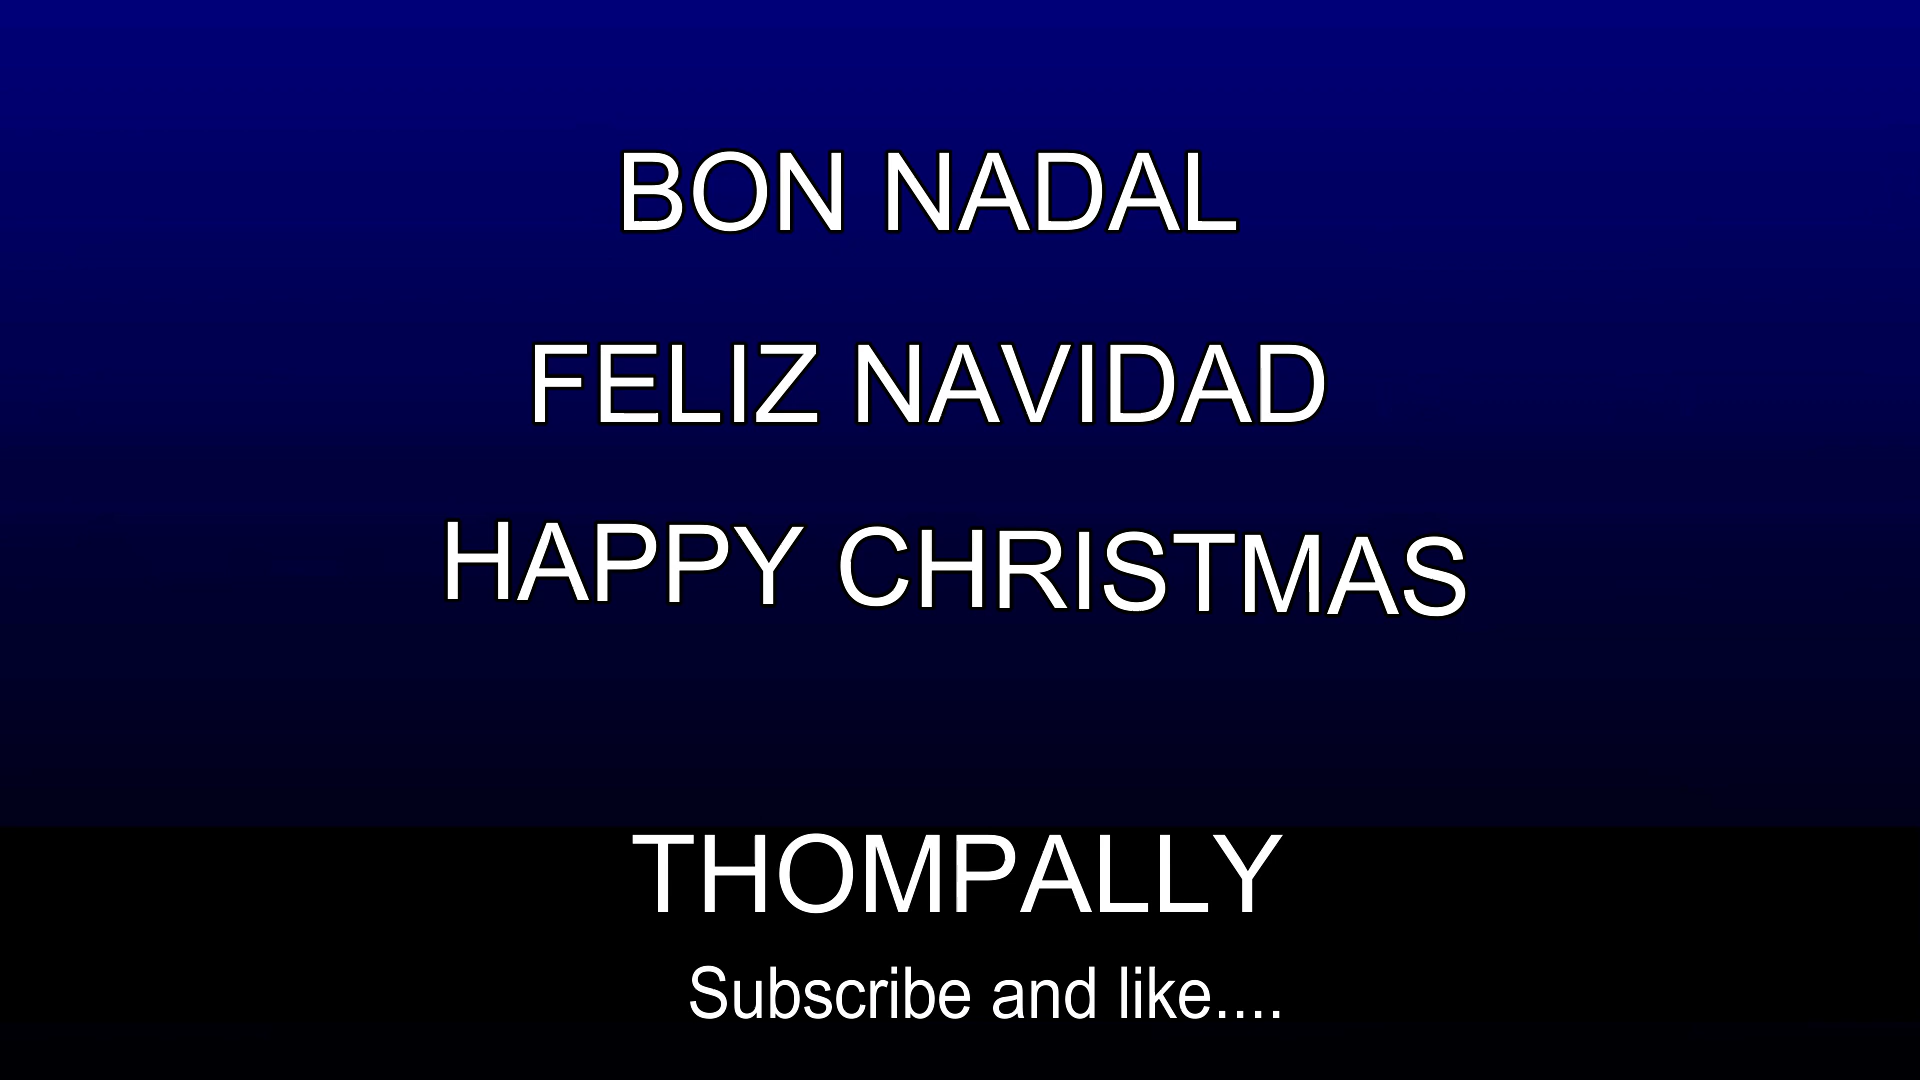 BON NADAL
FELIZ NAVIDAD
HAPPY CHRISTMAS
THOMPALLY
Subscribe and like....